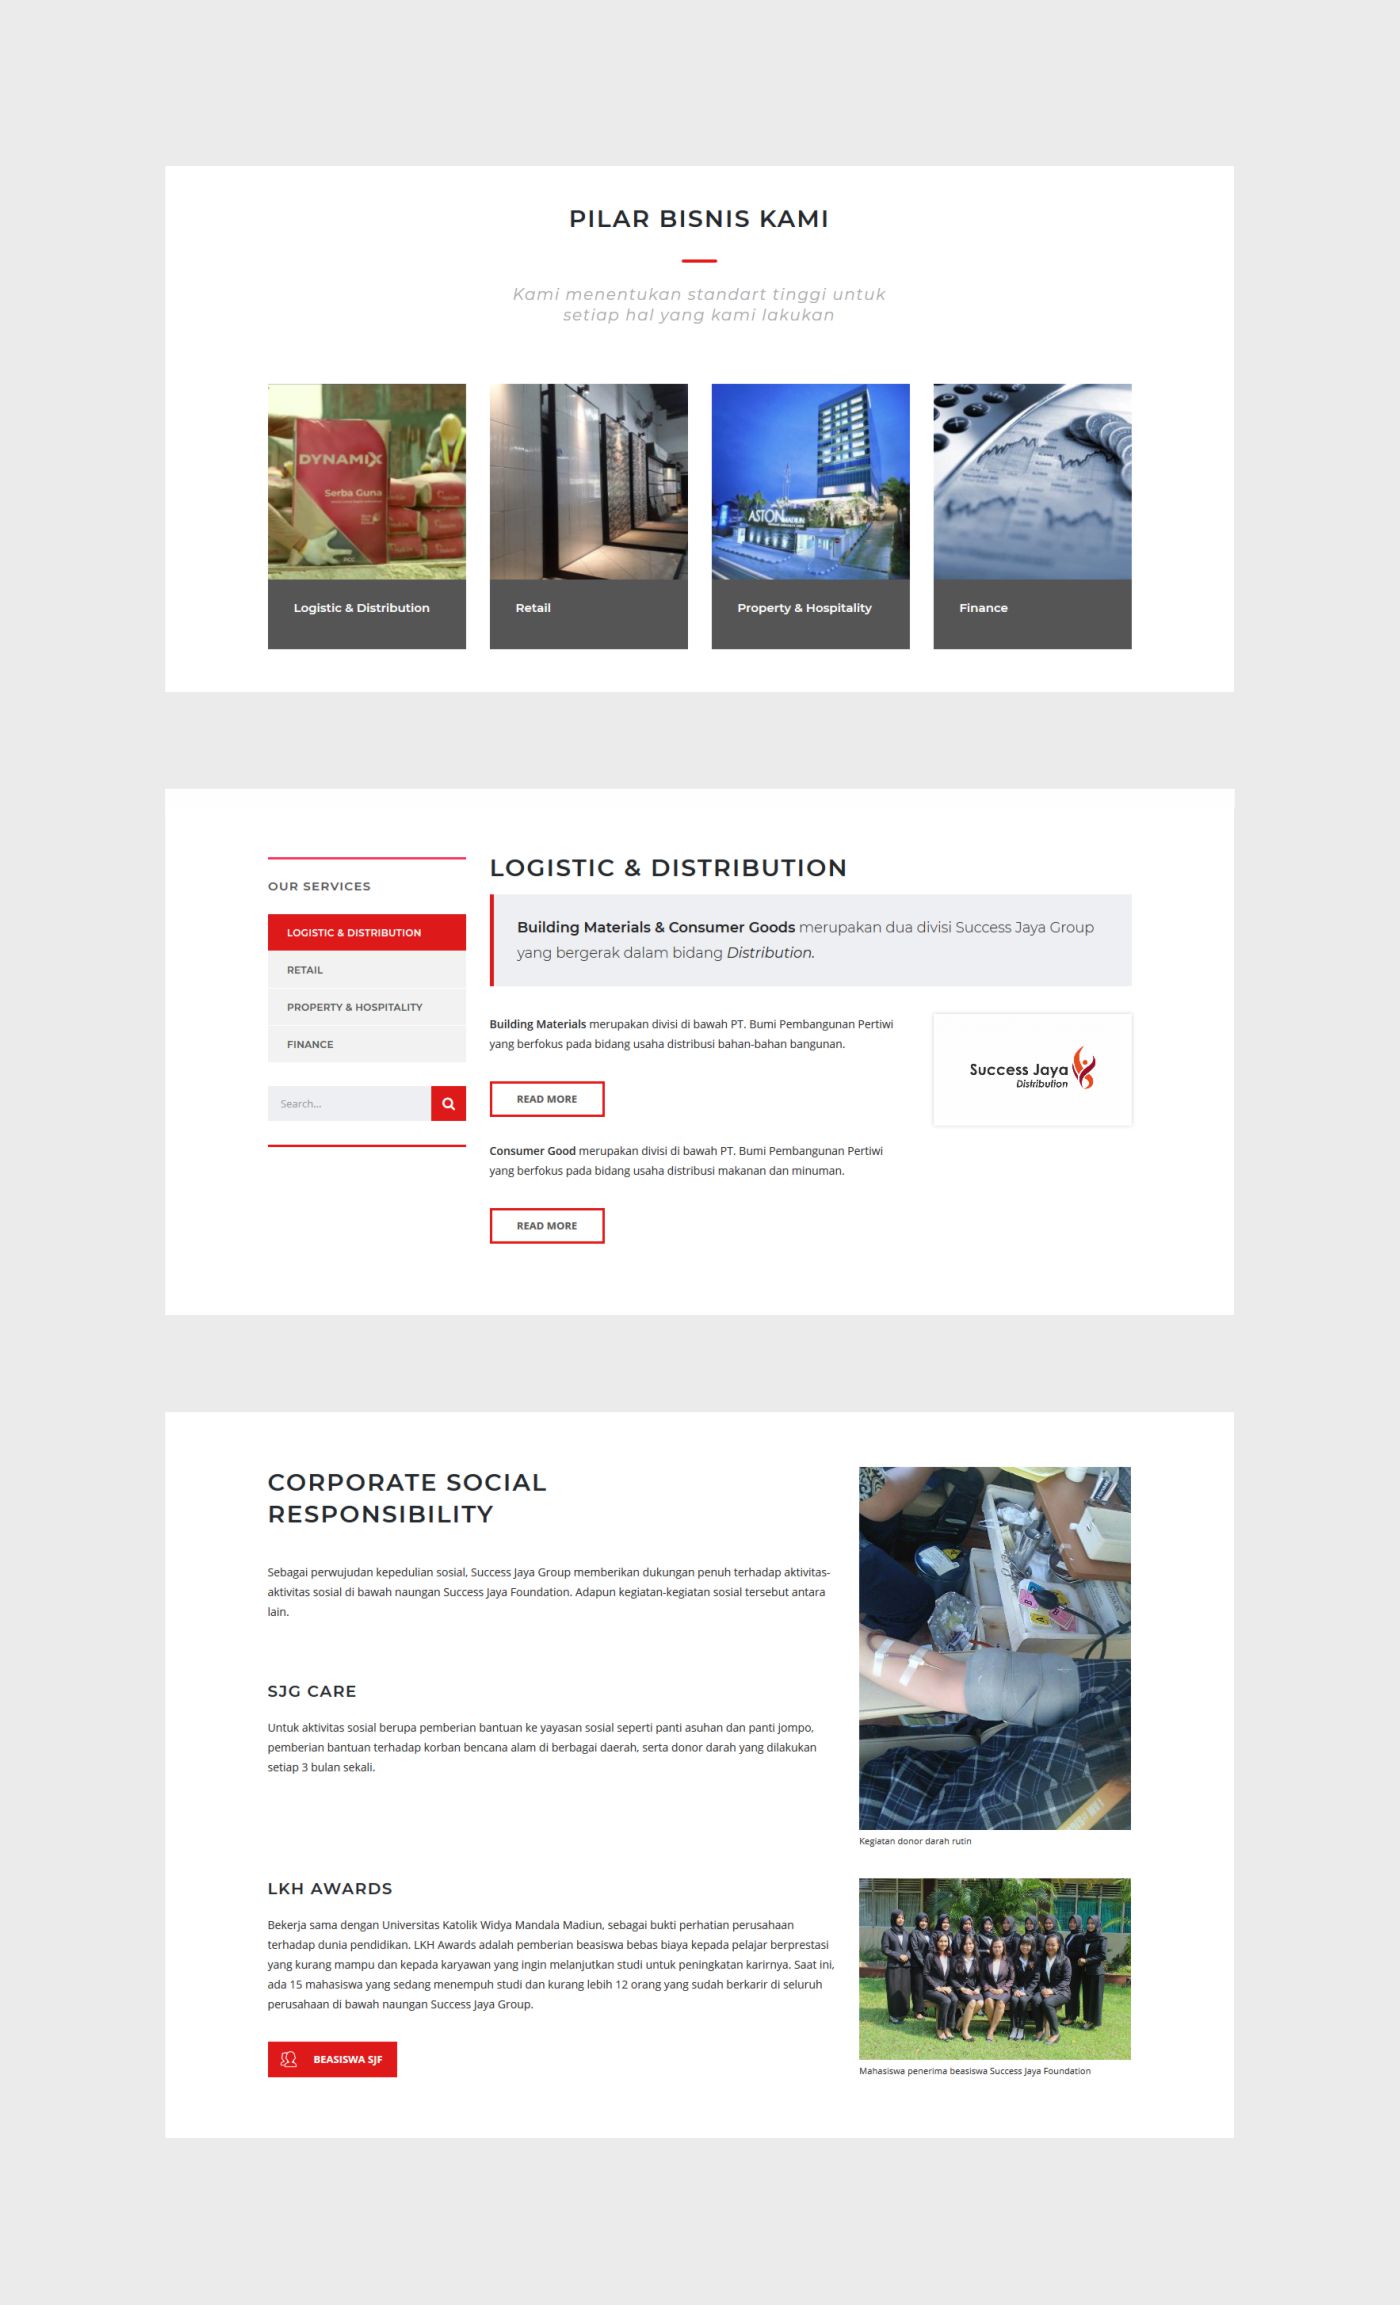 PILAR BISNIS KAMI
Kami menentukan standart tinggi untuk
setiap hal yang kami lakukan
DYNAMIX
Serba Guna
PCC
ASTON MADIUN
Logistic & Distribution
Retail
Property & Hospitality
Finance
OUR SERVICES
LOGISTIC & DISTRIBUTION
RETAIL
PROPERTY & HOSPITALITY
FINANCE
Search...
LOGISTIC & DISTRIBUTION
Building Materials & Consumer Goods merupakan dua divisi Success Jaya Group
yang bergerak dalam bidang Distribution.
Building Materials merupakan divisi di bawah PT. Bumi Pembangunan Pertiwi
yang berfokus pada bidang usaha distribusi bahan-bahan bangunan.
READ MORE
Success Jaya
Distribution
Consumer Good merupakan divisi di bawah PT. Bumi Pembangunan Pertiwi
yang berfokus pada bidang usaha distribusi makanan dan minuman.
READ MORE
CORPORATE SOCIAL
RESPONSIBILITY
Sebagai perwujudan kepedulian sosial, Success Jaya Group memberikan dukungan penuh terhadap aktivitas-
aktivitas sosial di bawah naungan Success Jaya Foundation. Adapun kegiatan-kegiatan sosial tersebut antara
lain.
SJG CARE
Untuk aktivitas sosial berupa pemberian bantuan ke yayasan sosial seperti panti asuhan dan panti jompo,
pemberian bantuan terhadap korban bencana alam di berbagai daerah, serta donor darah yang dilakukan
setiap 3 bulan sekali.
Kegiatan donor darah rutin
LKH AWARDS
Bekerja sama dengan Universitas Katolik Widya Mandala Madiun, sebagai bukti perhatian perusahaan
terhadap dunia pendidikan. LKH Awards adalah pemberian beasiswa bebas biaya kepada pelajar berprestasi
yang kurang mampu dan kepada karyawan yang ingin melanjutkan studi untuk peningkatan karirnya. Saat ini,
ada 15 mahasiswa yang sedang menempuh studi dan kurang lebih 12 orang yang sudah berkarir di seluruh
perusahaan di bawah naungan Success Jaya Group.
BEASISWA SJF
Mahasiswa penerima beasiswa Success Jaya Foundation